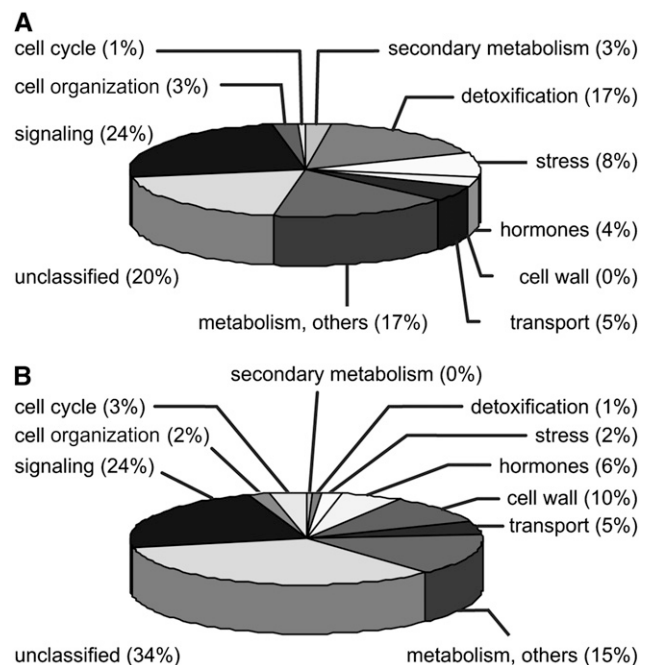 A
cell cycle (1%)
secondary metabolism (3%)
cell organization (3%)
detoxification (17%)
signaling (24%)
stress (8%)
hormones (4%)
unclassified (20%)
cell wall (0%)
metabolism, others (17%)
transport (5%)
B
secondary metabolism (0%)
cell cycle (3%)
detoxification (1%)
cell organization (2%)
stress (2%)
signaling (24%)
hormones (6%)
cell wall (10%)
transport (5%)
unclassified (34%)
metabolism, others (15%)